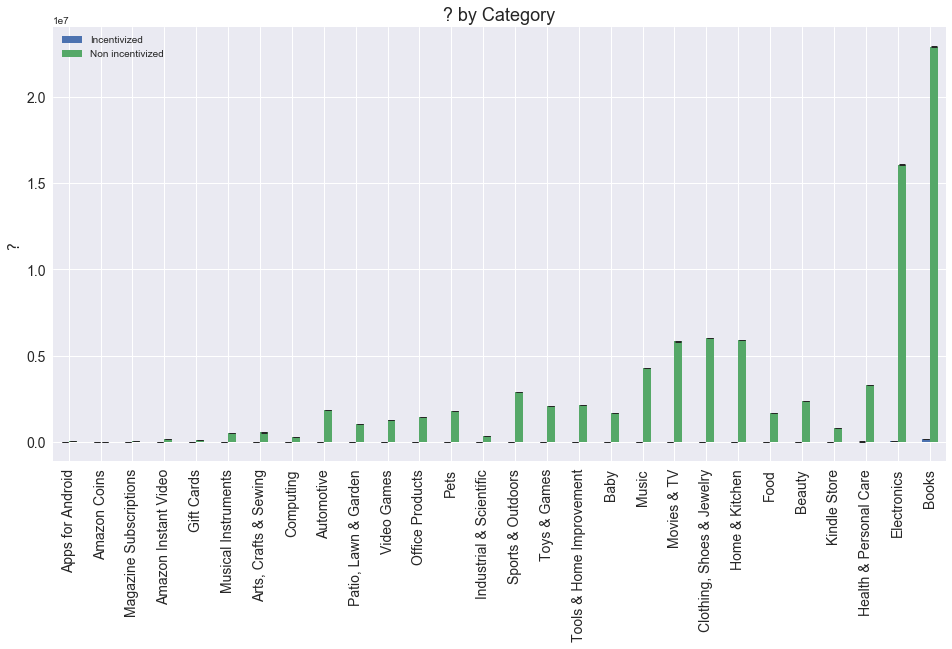 ? by Category
1e7
Incentivized
Non incentivized
2.0
1.5
1.0
0.5
0.0
?
Apps for Android
Amazon Coins
Magazine Subscriptions
Amazon Instant Video
Gift Cards
Musical Instruments
Arts, Crafts & Sewing
Computing
Automotive
Patio, Lawn & Garden
Video Games
Office Products
Pets
Industrial & Scientific
Sports & Outdoors
Toys & Games
Tools & Home Improvement
Baby
Music
Movies & TV
Clothing, Shoes & Jewelry
Home & Kitchen
Food
Beauty
Kindle Store
Health & Personal Care
Electronics
Books